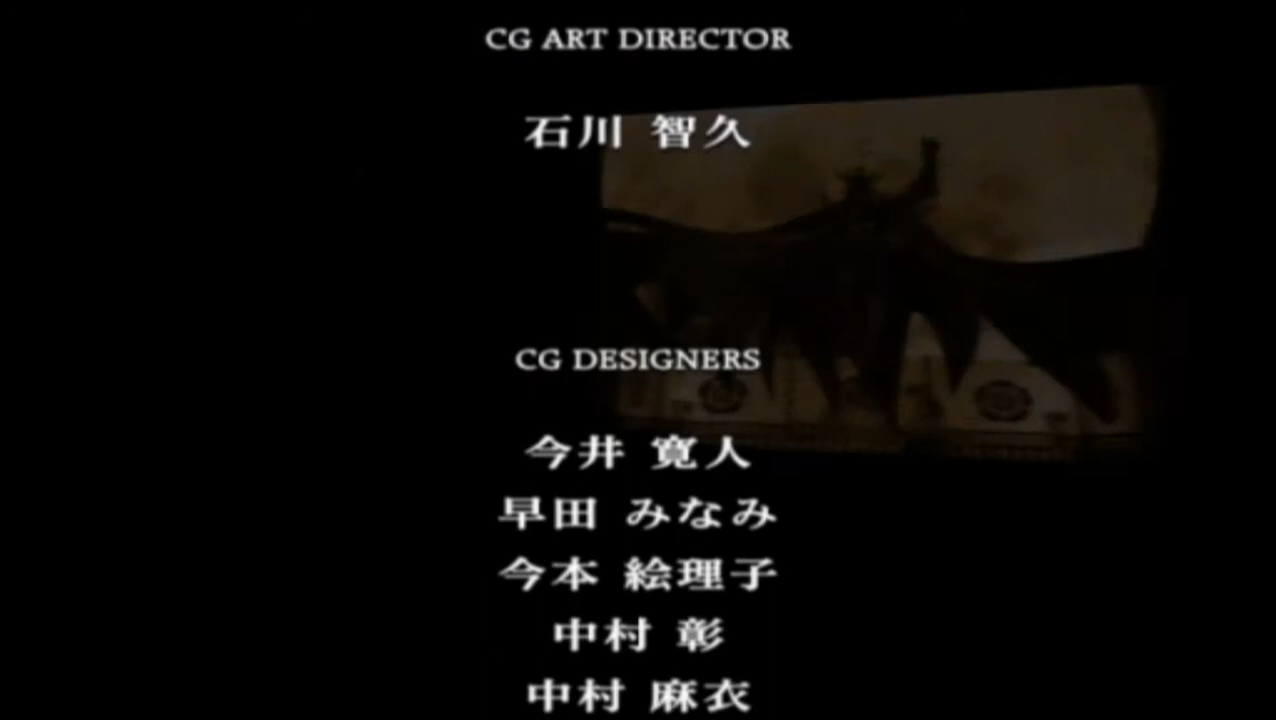 CG ART DIRECTOR
石川 智久
CG DESIGNERS
今井 寛人
早田 みなみ
今本 絵理子
中村 彰
中村 麻衣